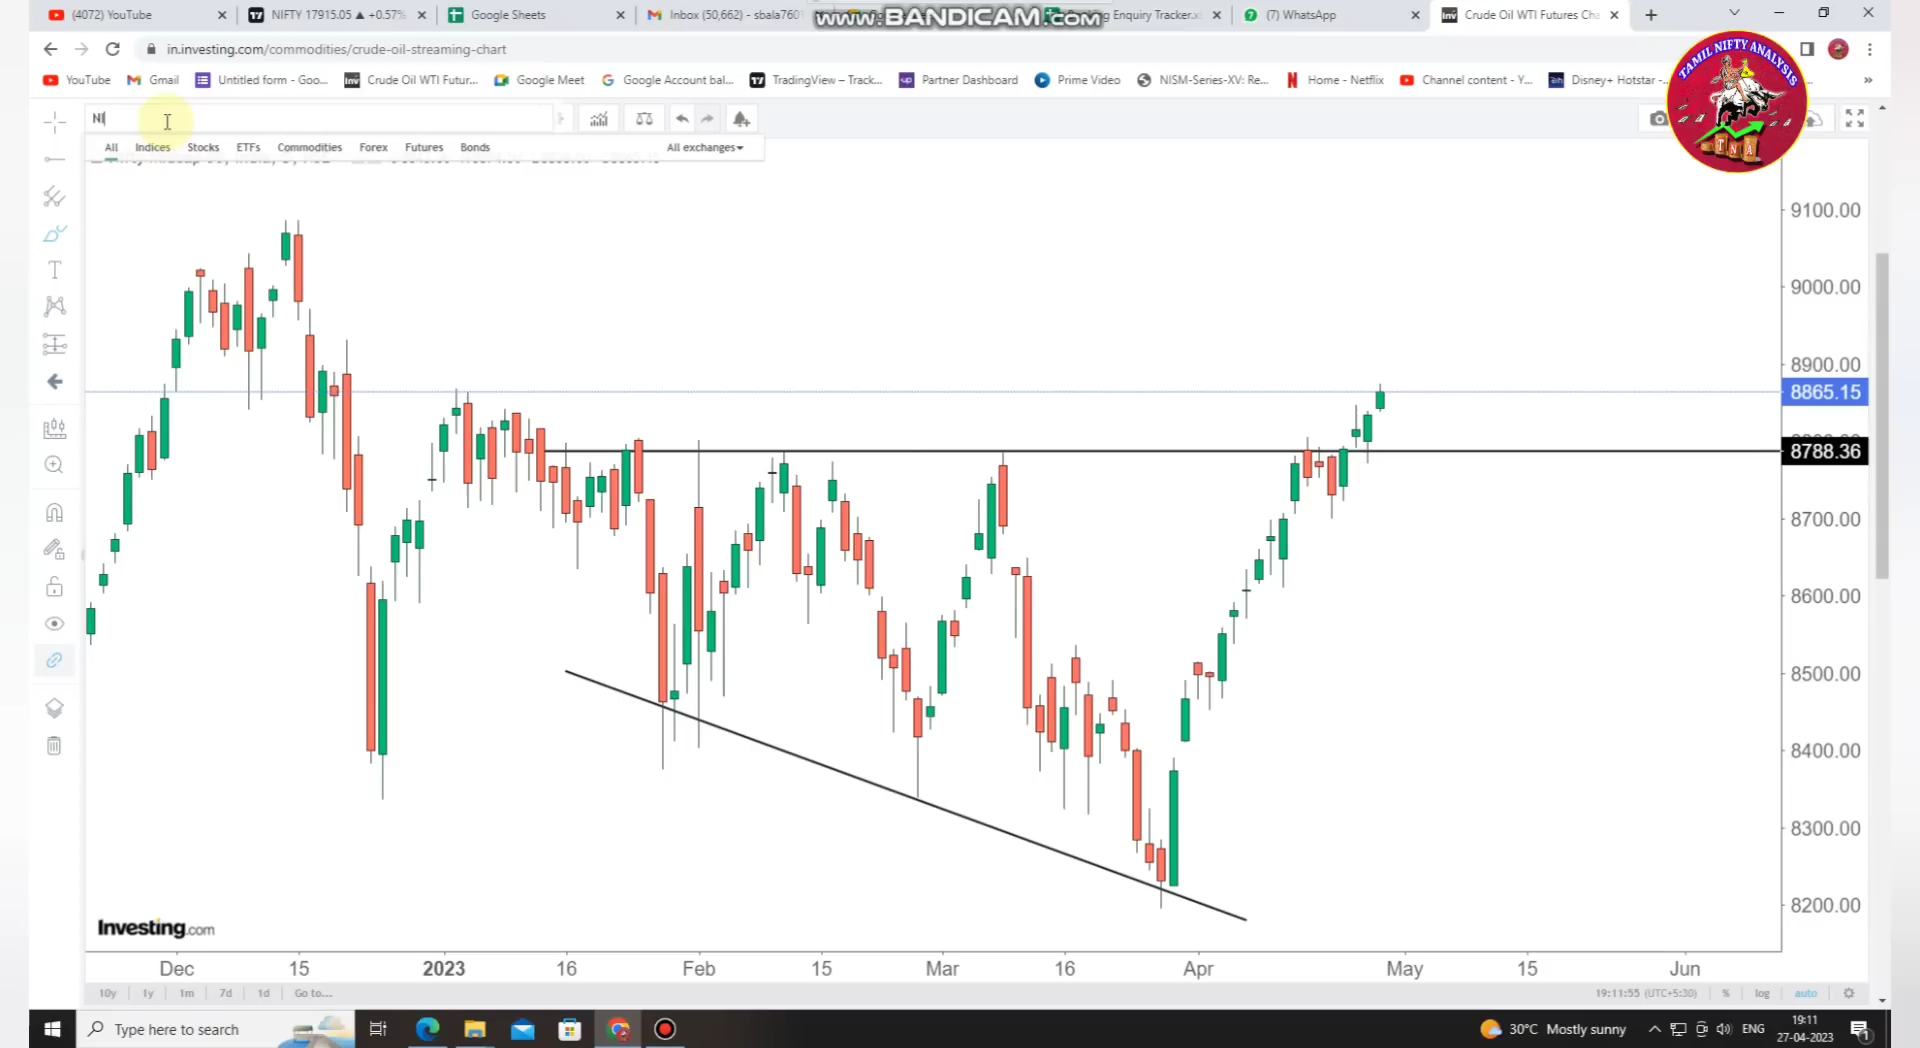 (4072) YouTube
NIFTY 17915.05 ▲ +0.57%
Google Sheets
Inbox (50,662) - sbala7601
www.BANDICAM.com
Enquiry Tracker.x
(7) WhatsApp
Crude Oil WTI Futures Cha
in.investing.com/commodities/crude-oil-streaming-chart
YouTube
Gmail
Untitled form - Goo...
Crude Oil WTI Futur...
Google Meet
Google Account bal...
TradingView – Track...
Partner Dashboard
Prime Video
NISM-Series-XV: Re...
Home - Netflix
Channel content - Y...
Disney+ Hotstar -
TAMIL NIFTY ANALYSIS
TNA
NI
All
Indices
Stocks
ETFs
Commodities
Forex
Futures
Bonds
All exchanges
9100.00
9000.00
8900.00
8865.15
8788.36
8700.00
8600.00
8500.00
8400.00
8300.00
8200.00
Investing.com
Dec
15
2023
16
Feb
15
Mar
16
Apr
May
15
Jun
10y
1y
1m
7d
1d
Go to...
19:11:55 (UTC+5:30)
%
log
auto
Type here to search
30°C Mostly sunny
ENG
19:11
27-04-2023
1